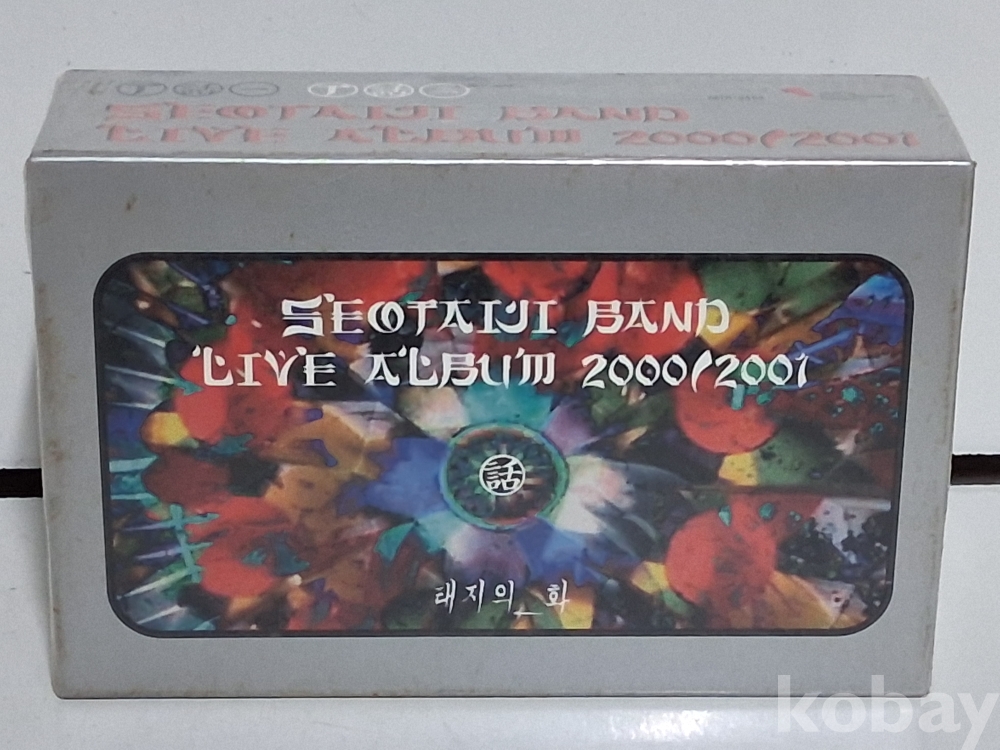 SEOTAIJI BAND
LIVE ALBUM 2000/2001
SEOTAIJI BAND
LIVE ALBUM 2000/2001
話
태지의_화
kobay